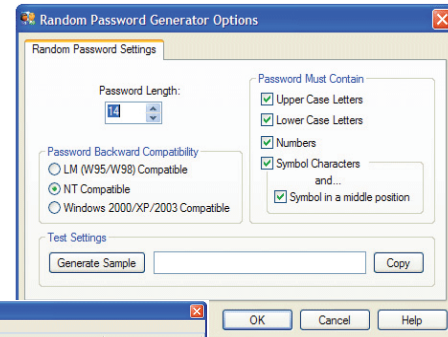 Random Password Generator Options
Random Password Settings
Password Length:
14
Password Backward Compatibility
LM (W95/W98) Compatible
NT Compatible
Windows 2000/XP/2003 Compatible
Password Must Contain
Upper Case Letters
Lower Case Letters
Numbers
Symbol Characters
and...
Symbol in a middle position
Test Settings
Generate Sample
Copy
OK
Cancel
Help